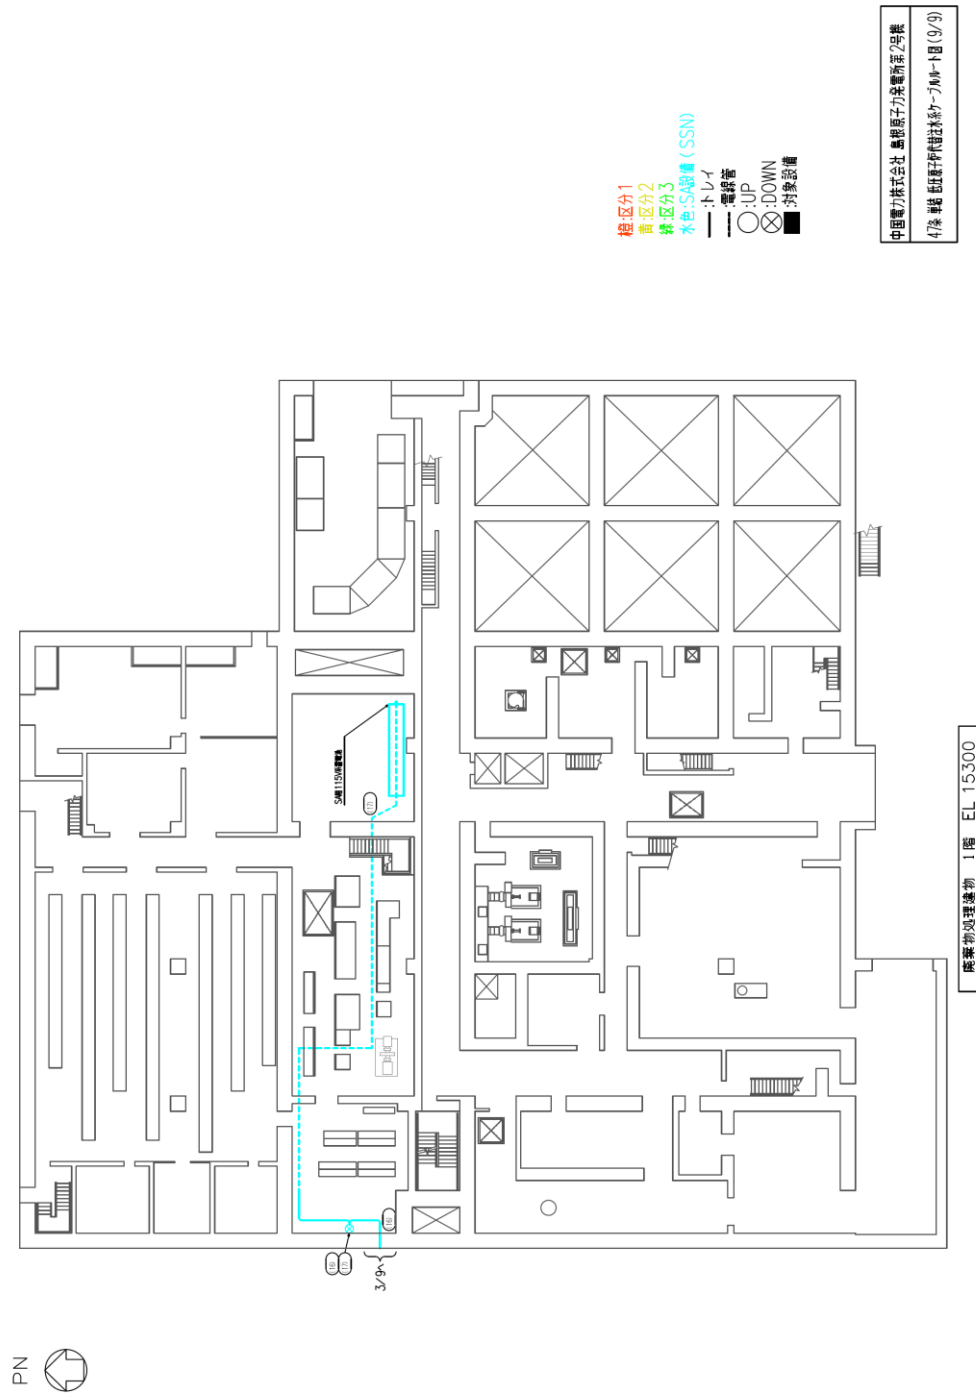 PN
橙:区分1
黄:区分2
緑:区分3
水色:SA設備(SSN)
:トレイ
:電線管
:UP
:DOWN
:対象設備
SA用115V系蓄電池
(17)
(16)
(16)
(17)
3/9へ
廃棄物処理建物 1階 EL 15300
中国電力株式会社 島根原子力発電所第2号機
47条 単線 低圧原子炉代替注水系ケーブルルート図(9/9)